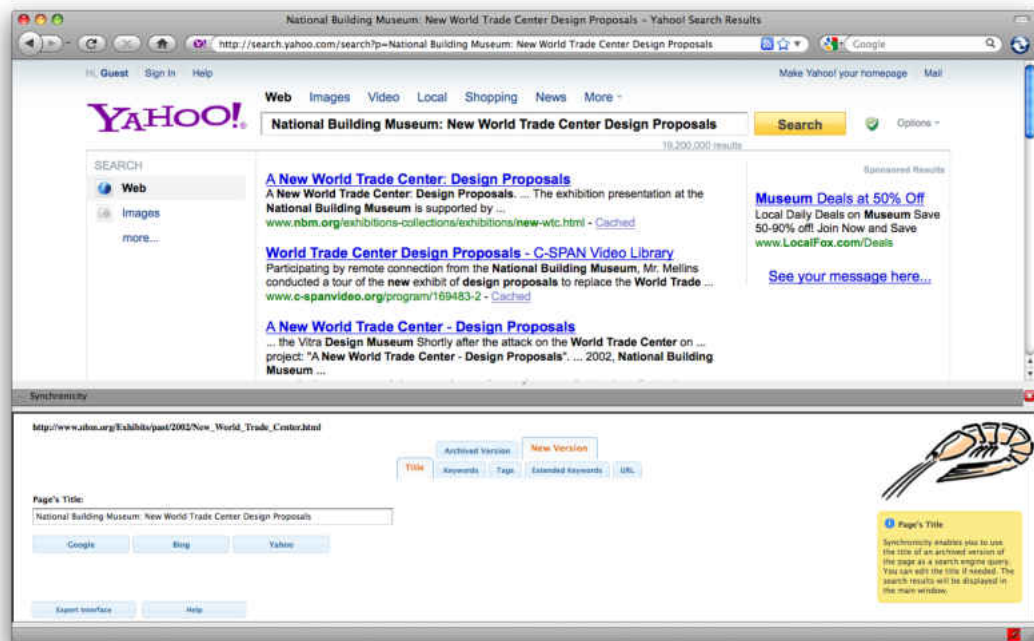 National Building Museum: New World Trade Center Design Proposals - Yahoo! Search Results
http://search.yahoo.com/search?p=National Building Museum: New World Trade Center Design Proposals
Google
Hi, Guest Sign In Help
Make Yahoo! your homepage Mail
Web Images Video Local Shopping News More
YAHOO!
National Building Museum: New World Trade Center Design Proposals
Search
Options
19,200,000 results
SEARCH
Web
Images
more...
A New World Trade Center: Design Proposals
A New World Trade Center: Design Proposals. ... The exhibition presentation at the
National Building Museum is supported by ...
www.nbm.org/exhibitions-collections/exhibitions/new-wtc.html - Cached
World Trade Center Design Proposals - C-SPAN Video Library
Participating by remote connection from the National Building Museum, Mr. Mellins
conducted a tour of the new exhibit of design proposals to replace the World Trade ...
www.c-spanvideo.org/program/169483-2 - Cached
A New World Trade Center - Design Proposals
... the Vitra Design Museum Shortly after the attack on the World Trade Center on ...
project: "A New World Trade Center - Design Proposals". ... 2002, National Building
Museum ...
Sponsored Results
Museum Deals at 50% Off
Local Daily Deals on Museum Save
50-90% off! Join Now and Save
www.LocalFox.com/Deals
See your message here...
Synchronicity
http://www.nbm.org/Exhibits/past/2002/New_World_Trade_Center.html
Archived Version New Version
Title Keywords Tags Extended Keywords URL
Page's Title:
National Building Museum: New World Trade Center Design Proposals
Google Bing Yahoo
Expert Interface Help
Page's Title
Synchronicity enables you to use
the title of an archived version of
the page as a search engine query.
You can edit the title if needed. The
search results will be displayed in
the main window.